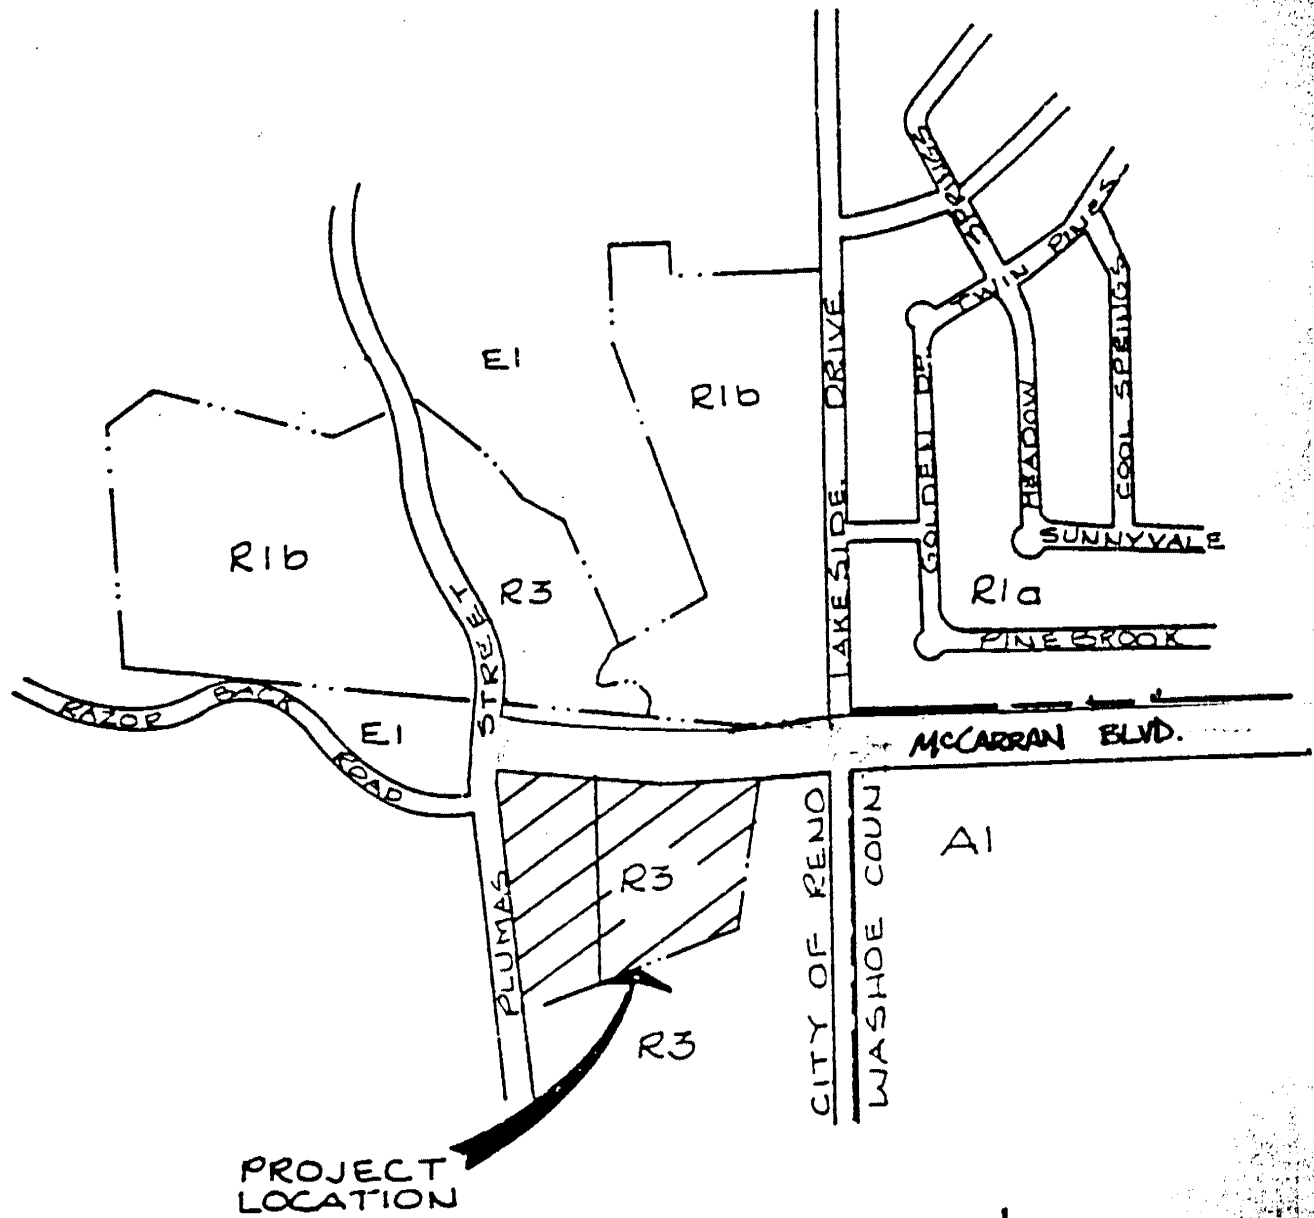 SPRINGS
TWIN PINES
E1
R1b
LAKESIDE DRIVE
GOLDEN DR.
MEADOW
COOL SPRINGS
SUNNYVALE
R1b
R3
R1a
PINEBROOK
PLUMAS STREET
RAZOR BACK ROAD
E1
McCARRAN BLVD.
R3
CITY OF RENO
WASHOE COUN
A1
R3
PROJECT
LOCATION